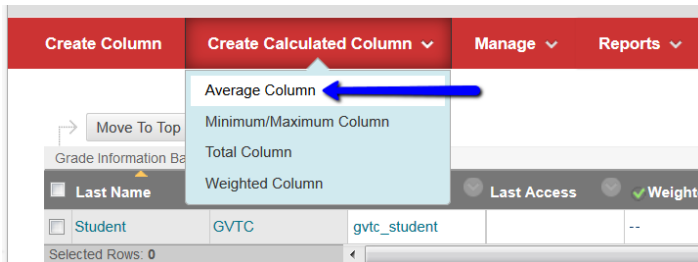 Create Column Create Calculated Column Manage Reports
Average Column
Minimum/Maximum Column
Total Column
Weighted Column
Move To Top
Grade Information Ba
Last Name Last Access Weight
Student GVTC gvtc_student --
Selected Rows: 0